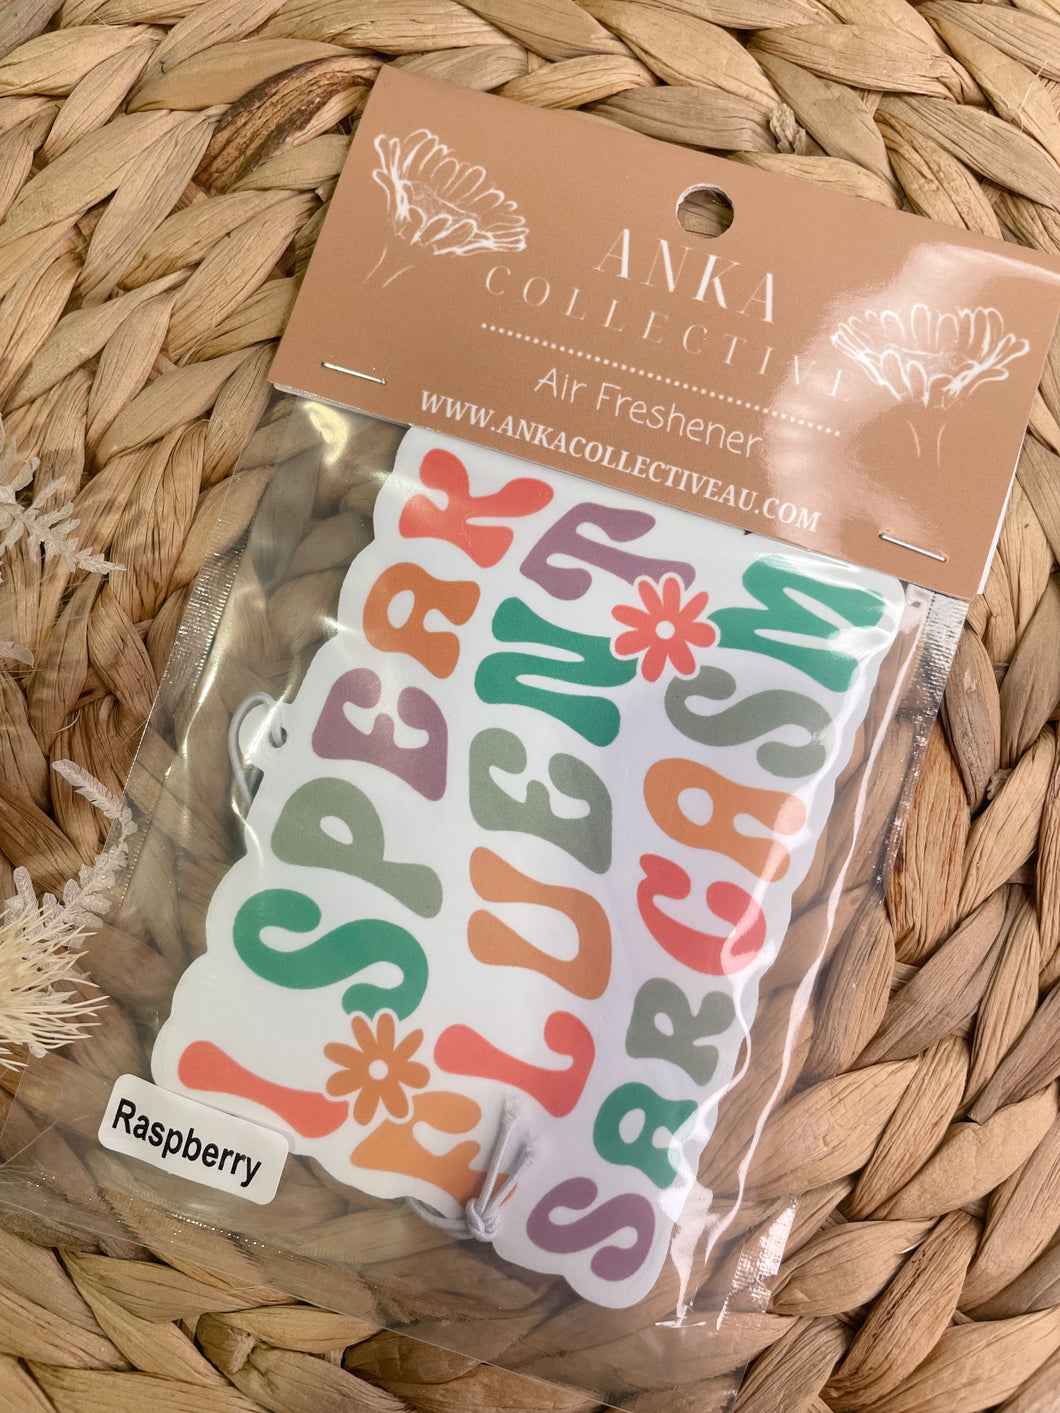 ANKA
COLLECTIVE
Air Freshener
WWW.ANKACOLLECTIVEAU.COM
I SPEAK
FLUENT
SARCASM
Raspberry